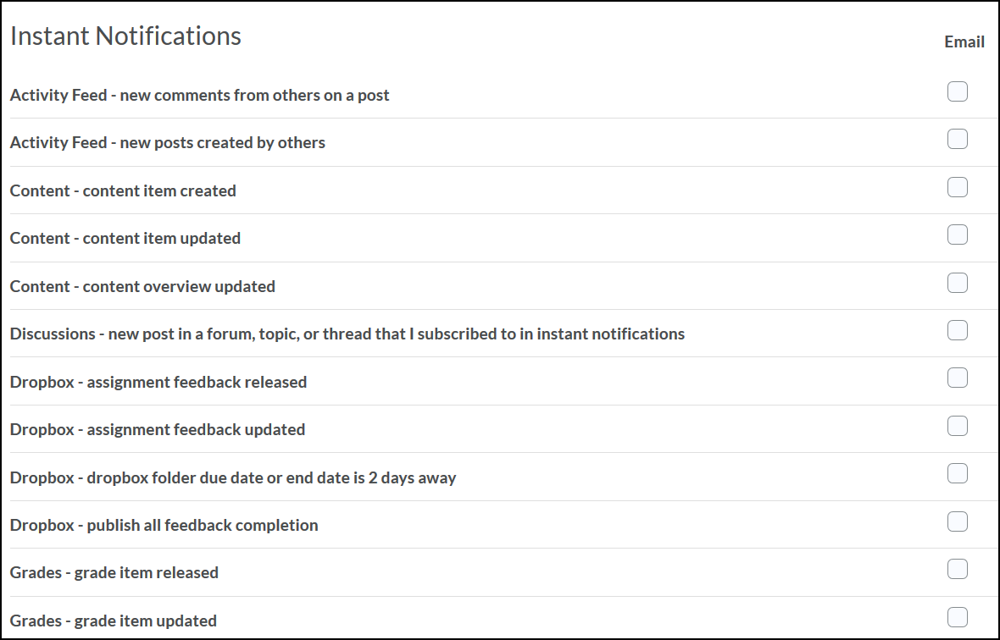 Instant Notifications
Email
Activity Feed - new comments from others on a post
Activity Feed - new posts created by others
Content - content item created
Content - content item updated
Content - content overview updated
Discussions - new post in a forum, topic, or thread that I subscribed to in instant notifications
Dropbox - assignment feedback released
Dropbox - assignment feedback updated
Dropbox - dropbox folder due date or end date is 2 days away
Dropbox - publish all feedback completion
Grades - grade item released
Grades - grade item updated